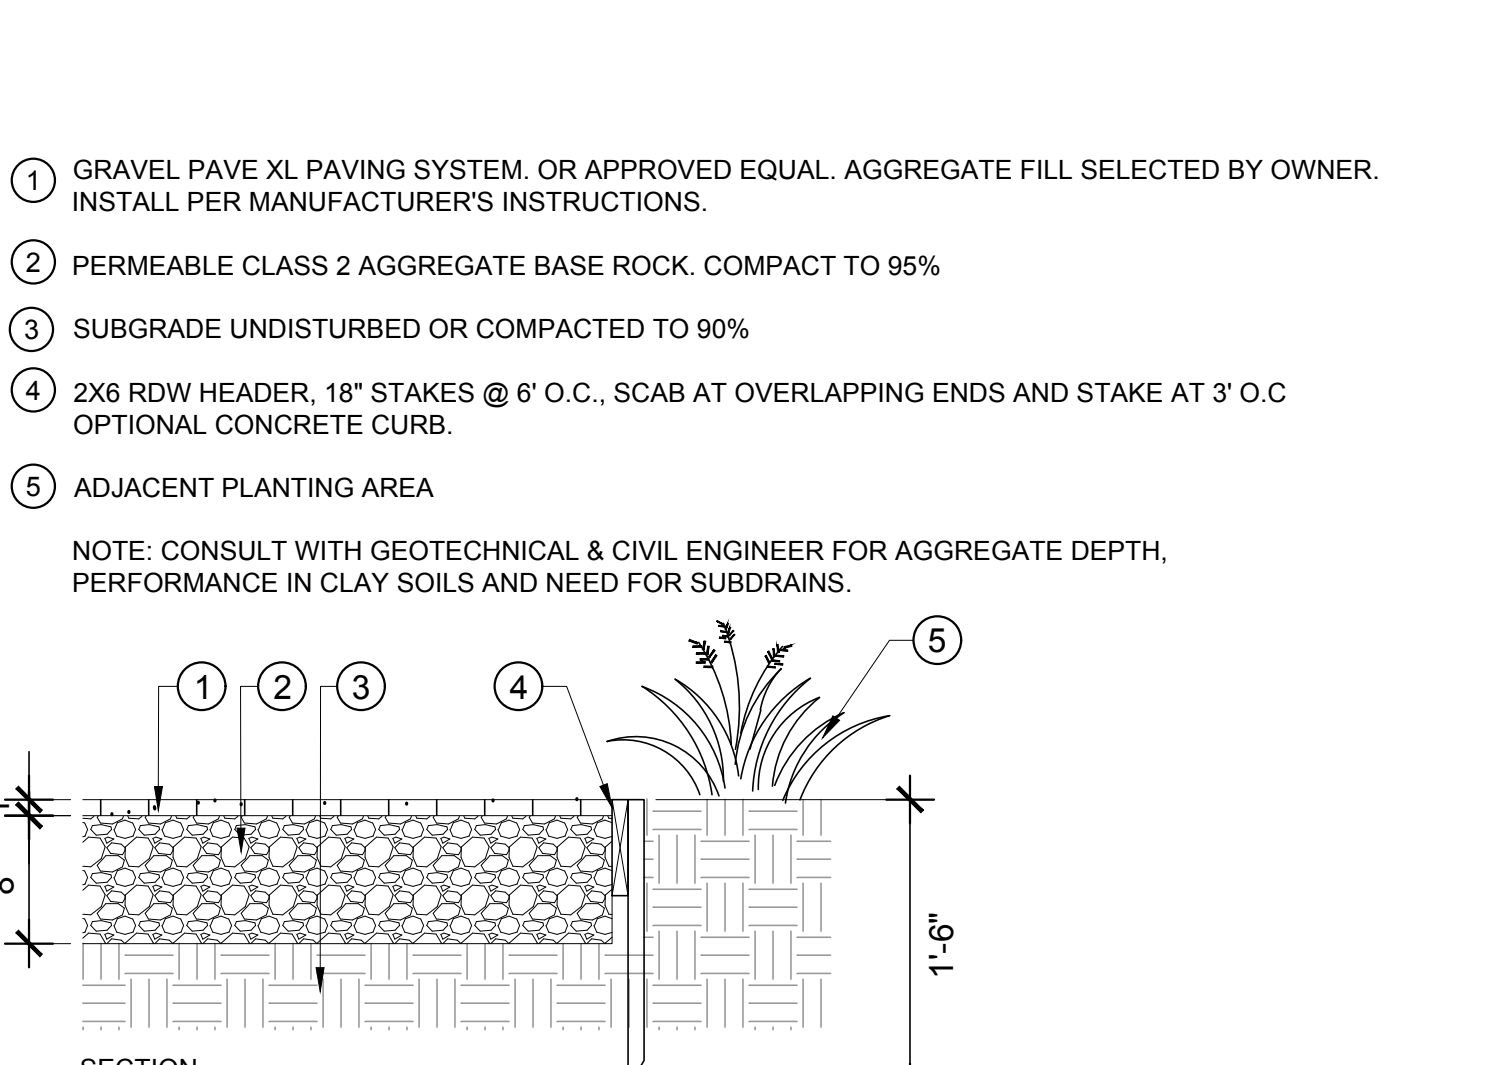 1 GRAVEL PAVE XL PAVING SYSTEM. OR APPROVED EQUAL. AGGREGATE FILL SELECTED BY OWNER.
INSTALL PER MANUFACTURER'S INSTRUCTIONS.
2 PERMEABLE CLASS 2 AGGREGATE BASE ROCK. COMPACT TO 95%
3 SUBGRADE UNDISTURBED OR COMPACTED TO 90%
4 2X6 RDW HEADER, 18" STAKES @ 6' O.C., SCAB AT OVERLAPPING ENDS AND STAKE AT 3' O.C
OPTIONAL CONCRETE CURB.
5 ADJACENT PLANTING AREA
NOTE: CONSULT WITH GEOTECHNICAL & CIVIL ENGINEER FOR AGGREGATE DEPTH,
PERFORMANCE IN CLAY SOILS AND NEED FOR SUBDRAINS.
5
1 2 3 4
1'-6"
SECTION